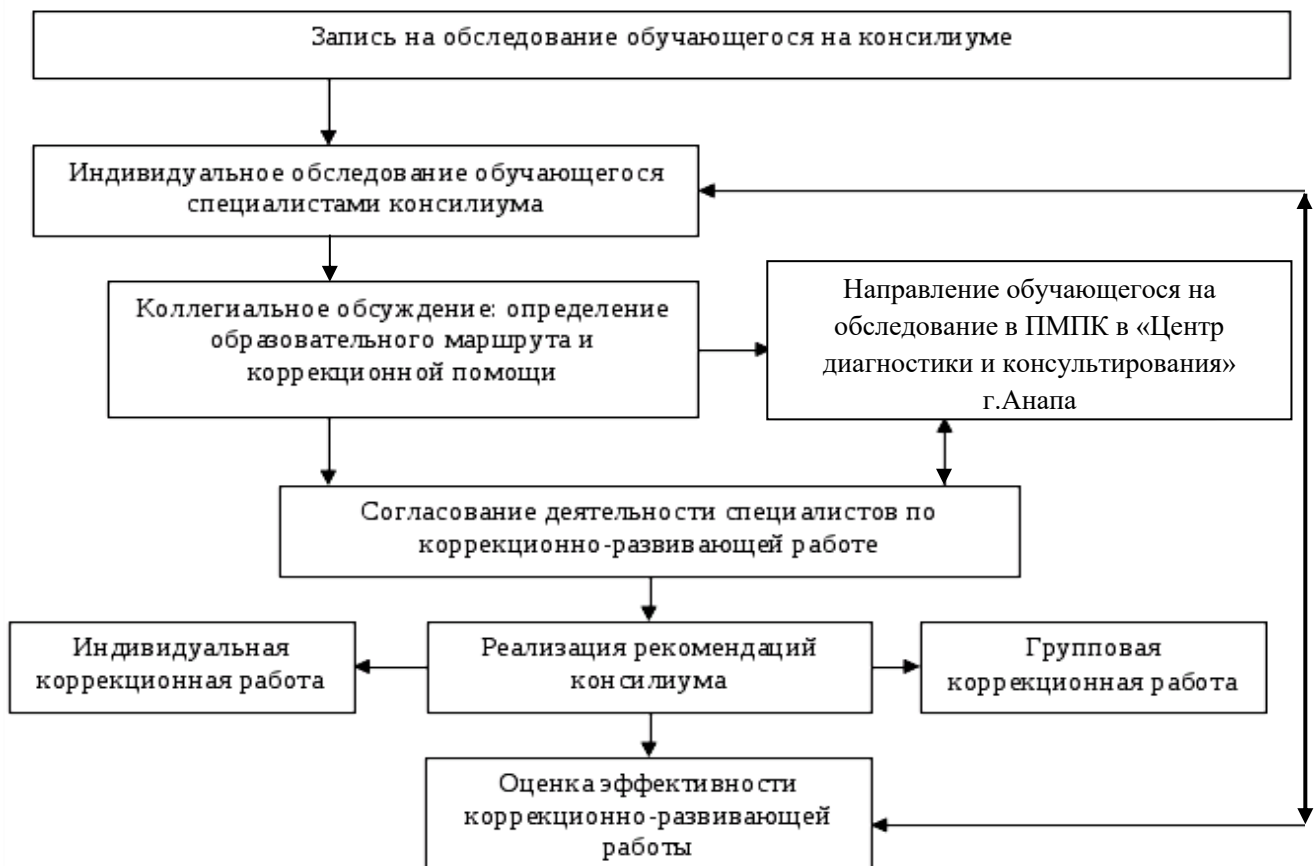 Запись на обследование обучающегося на консилиуме
Индивидуальное обследование обучающегося
специалистами консилиума
Коллегиальное обсуждение: определение
образовательного маршрута и
коррекционной помощи
Направление обучающегося на
обследование в ПМПК в «Центр
диагностики и консультирования»
г.Анапа
Согласование деятельности специалистов по
коррекционно-развивающей работе
Индивидуальная
коррекционная работа
Реализация рекомендаций
консилиума
Групповая
коррекционная работа
Оценка эффективности
коррекционно-развивающей
работы